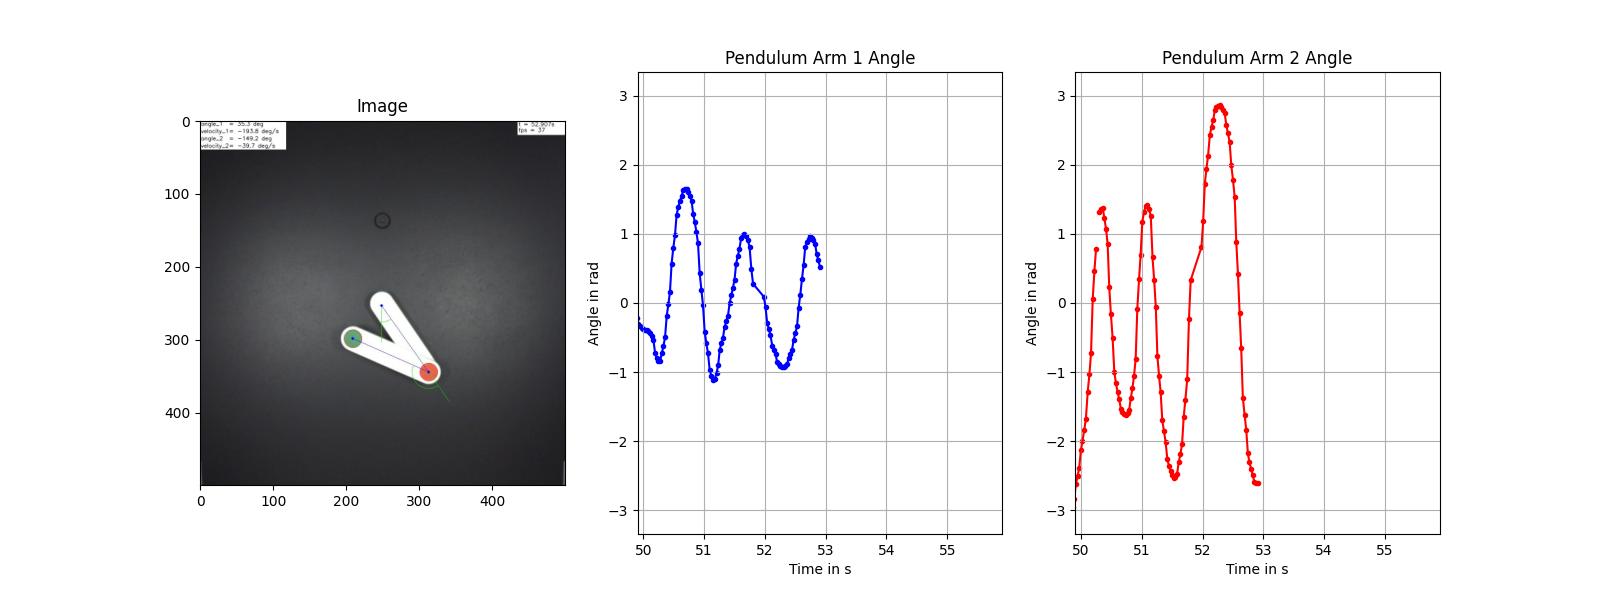 Image
angle_1 = 35.3 deg
velocity_1= -193.8 deg/s
angle_2 = -149.2 deg
velocity_2= -39.7 deg/s
t = 52.907s
fps = 37
0
100
200
300
400
0 100 200 300 400
Pendulum Arm 1 Angle
Angle in rad
3
2
1
0
−1
−2
−3
50 51 52 53 54 55
Time in s
Pendulum Arm 2 Angle
Angle in rad
3
2
1
0
−1
−2
−3
50 51 52 53 54 55
Time in s